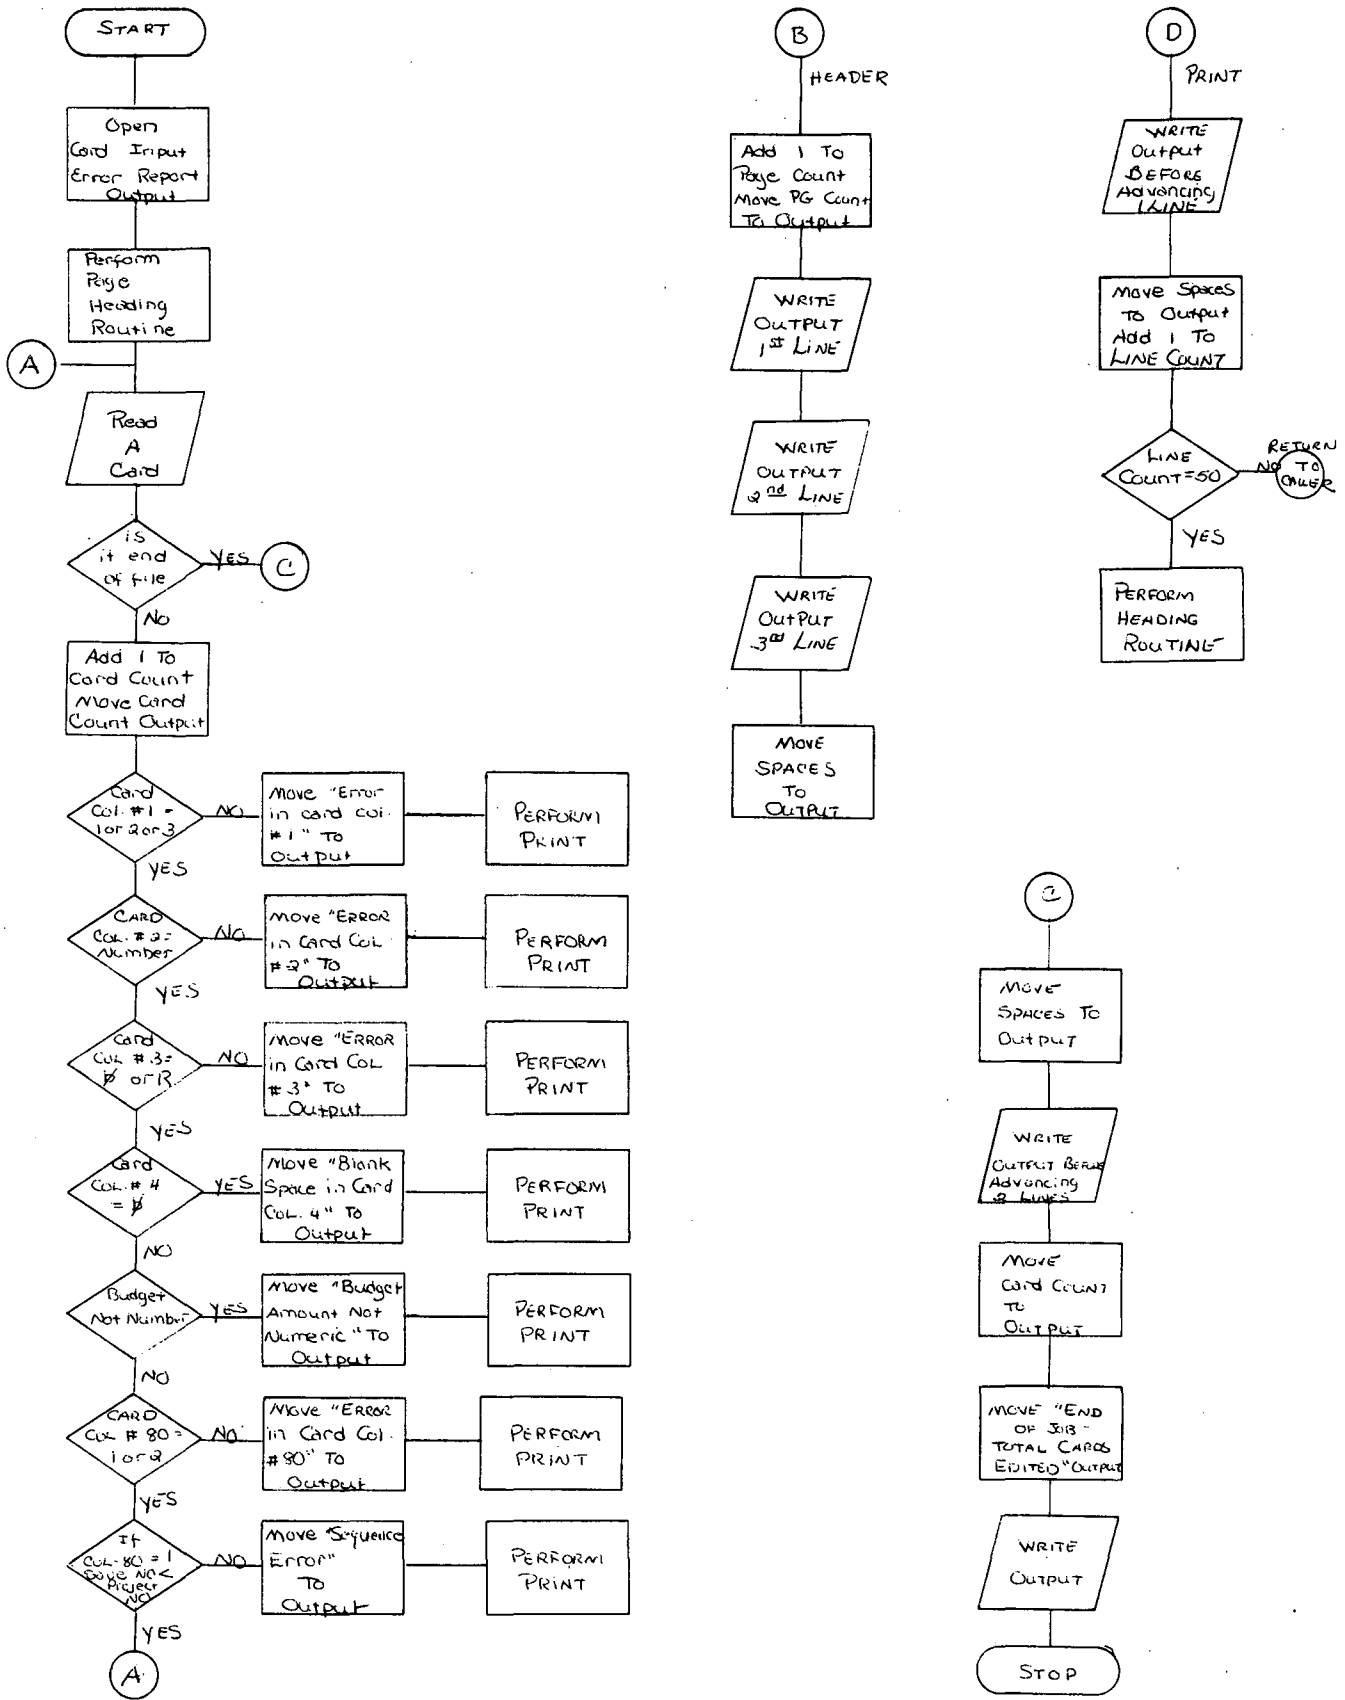 START
Open
Card Input
Error Report
Output
Perform
Page
Heading
Routine
A
Read
A
Card
is
it end
of file
YES
C
NO
Add 1 To
Card Count
Move Card
Count Output
Card
Col. #1 =
1 or 2 or 3
NO
Move "Error
in card col.
#1" To
Output
PERFORM
PRINT
YES
CARD
COL. #2=
Number
NO
Move "ERROR
in Card Col.
#2" To
Output
PERFORM
PRINT
YES
Card
COL #3=
b̸ or R
NO
Move "ERROR
in Card COL
#3" TO
Output
PERFORM
PRINT
YES
Card
COL. # 4
= b̸
YES
Move "Blank
Space in Card
COL. 4" To
Output
PERFORM
PRINT
NO
Budget
Not Number
YES
Move "Budget
Amount Not
Numeric" To
Output
PERFORM
PRINT
NO
CARD
COL # 80 =
1 or 2
NO
Move "ERROR
in Card Col.
#80" To
Output
PERFORM
PRINT
YES
If
COL-80 = 1
Save NO <
Project
NO
NO
Move "Sequence
Error"
To
Output
PERFORM
PRINT
YES
A
B
HEADER
Add 1 To
Page Count
Move PG Count
To Output
WRITE
OUTPUT
1st LINE
WRITE
OUTPUT
2nd LINE
WRITE
OUTPUT
3rd LINE
MOVE
SPACES
TO
OUTPUT
D
PRINT
WRITE
Output
BEFORE
Advancing
1 LINE
Move Spaces
To Output
Add 1 To
LINE COUNT
LINE
COUNT=50
NO
RETURN
TO
CALLER
YES
PERFORM
HEADING
ROUTINE
C
MOVE
SPACES TO
OUTPUT
WRITE
OUTPUT BEFORE
Advancing
2 LINES
MOVE
Card COUNT
TO
OUTPUT
MOVE "END
OF JOB-
TOTAL CARDS
EDITED" OUTPUT
WRITE
OUTPUT
STOP